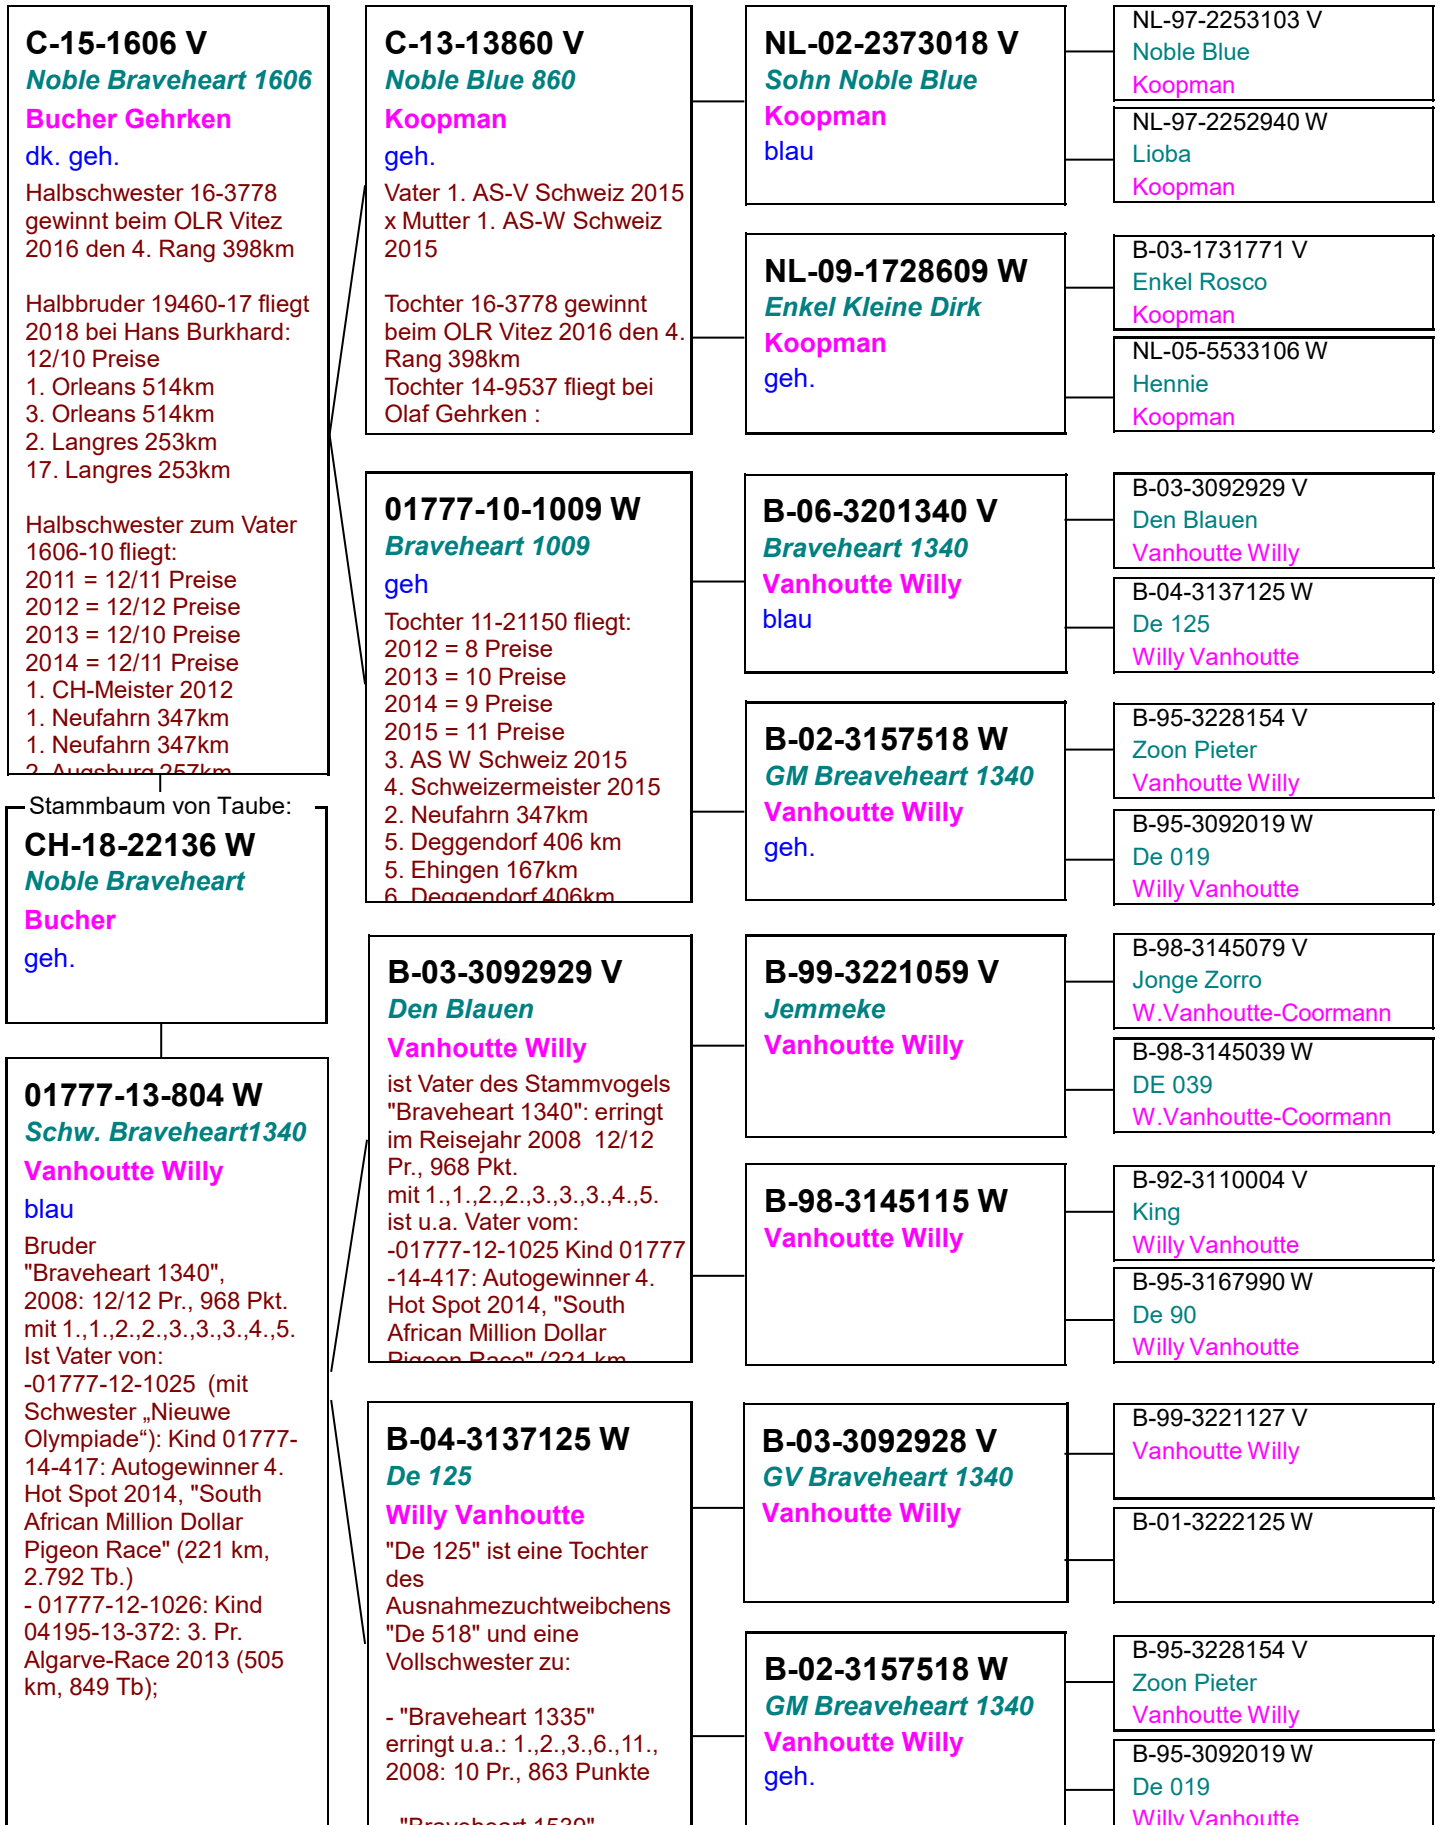 C-15-1606 V
Noble Braveheart 1606
Bucher Gehrken
dk. geh.
Halbschwester 16-3778
gewinnt beim OLR Vitez
2016 den 4. Rang 398km
Halbbruder 19460-17 fliegt
2018 bei Hans Burkhard:
12/10 Preise
1. Orleans 514km
3. Orleans 514km
2. Langres 253km
17. Langres 253km
Halbschwester zum Vater
1606-10 fliegt:
2011 = 12/11 Preise
2012 = 12/12 Preise
2013 = 12/10 Preise
2014 = 12/11 Preise
1. CH-Meister 2012
1. Neufahrn 347km
1. Neufahrn 347km
2. Augsburg 257km
Stammbaum von Taube:
CH-18-22136 W
Noble Braveheart
Bucher
geh.
01777-13-804 W
Schw. Braveheart1340
Vanhoutte Willy
blau
Bruder
"Braveheart 1340",
2008: 12/12 Pr., 968 Pkt.
mit 1.,1.,2.,2.,3.,3.,3.,4.,5.
Ist Vater von:
-01777-12-1025  (mit
Schwester „Nieuwe
Olympiade“): Kind 01777-
14-417: Autogewinner 4.
Hot Spot 2014, "South
African Million Dollar
Pigeon Race" (221 km,
2.792 Tb.)
- 01777-12-1026: Kind
04195-13-372: 3. Pr.
Algarve-Race 2013 (505
km, 849 Tb);
C-13-13860 V
Noble Blue 860
Koopman
geh.
Vater 1. AS-V Schweiz 2015
x Mutter 1. AS-W Schweiz
2015
Tochter 16-3778 gewinnt
beim OLR Vitez 2016 den 4.
Rang 398km
Tochter 14-9537 fliegt bei
Olaf Gehrken :
01777-10-1009 W
Braveheart 1009
geh
Tochter 11-21150 fliegt:
2012 = 8 Preise
2013 = 10 Preise
2014 = 9 Preise
2015 = 11 Preise
3. AS W Schweiz 2015
4. Schweizermeister 2015
2. Neufahrn 347km
5. Deggendorf 406 km
5. Ehingen 167km
6. Deggendorf 406km
B-03-3092929 V
Den Blauen
Vanhoutte Willy
ist Vater des Stammvogels
"Braveheart 1340": erringt
im Reisejahr 2008  12/12
Pr., 968 Pkt.
mit 1.,1.,2.,2.,3.,3.,3.,4.,5.
ist u.a. Vater vom:
-01777-12-1025 Kind 01777
-14-417: Autogewinner 4.
Hot Spot 2014, "South
African Million Dollar
Pigeon Race" (221 km
B-04-3137125 W
De 125
Willy Vanhoutte
"De 125" ist eine Tochter
des
Ausnahmezuchtweibchens
"De 518" und eine
Vollschwester zu:
- "Braveheart 1335"
erringt u.a.: 1.,2.,3.,6.,11.,
2008: 10 Pr., 863 Punkte
- "Braveheart 1539"
NL-02-2373018 V
Sohn Noble Blue
Koopman
blau
NL-09-1728609 W
Enkel Kleine Dirk
Koopman
geh.
B-06-3201340 V
Braveheart 1340
Vanhoutte Willy
blau
B-02-3157518 W
GM Breaveheart 1340
Vanhoutte Willy
geh.
B-99-3221059 V
Jemmeke
Vanhoutte Willy
B-98-3145115 W
Vanhoutte Willy
B-03-3092928 V
GV Braveheart 1340
Vanhoutte Willy
B-02-3157518 W
GM Breaveheart 1340
Vanhoutte Willy
geh.
NL-97-2253103 V
Noble Blue
Koopman
NL-97-2252940 W
Lioba
Koopman
B-03-1731771 V
Enkel Rosco
Koopman
NL-05-5533106 W
Hennie
Koopman
B-03-3092929 V
Den Blauen
Vanhoutte Willy
B-04-3137125 W
De 125
Willy Vanhoutte
B-95-3228154 V
Zoon Pieter
Vanhoutte Willy
B-95-3092019 W
De 019
Willy Vanhoutte
B-98-3145079 V
Jonge Zorro
W.Vanhoutte-Coormann
B-98-3145039 W
DE 039
W.Vanhoutte-Coormann
B-92-3110004 V
King
Willy Vanhoutte
B-95-3167990 W
De 90
Willy Vanhoutte
B-99-3221127 V
Vanhoutte Willy
B-01-3222125 W
B-95-3228154 V
Zoon Pieter
Vanhoutte Willy
B-95-3092019 W
De 019
Willy Vanhoutte